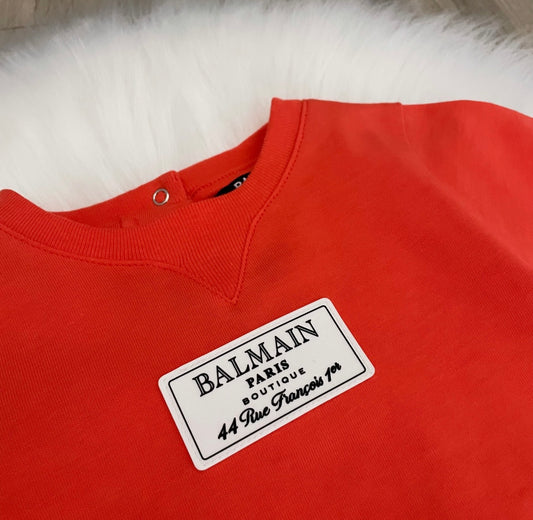 BALMAIN
PARIS
BOUTIQUE
44 Rue François 1er